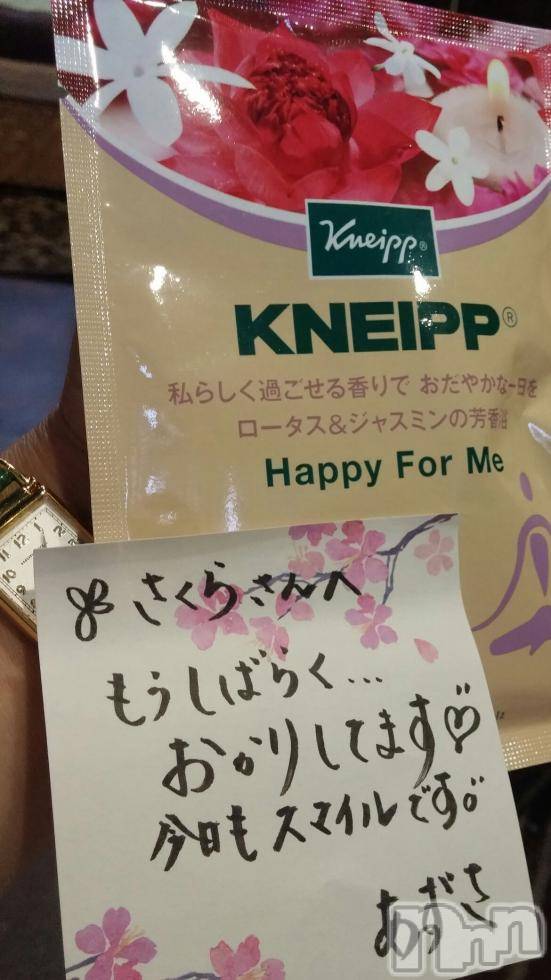 Kneipp®
KNEIPP®
私らしく過ごせる香りで おだやかな一日を
ロータス&ジャスミンの芳香浴
Happy For Me
さくらさんへ
もうしばらく...
おかりしてます♡
今日もスマイルです
あずさ